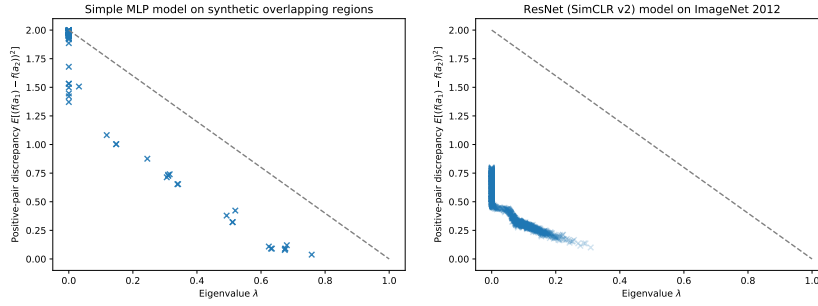 Simple MLP model on synthetic overlapping regions
Positive-pair discrepancy E[(f(a₁) − f(a₂))²]
2.00
1.75
1.50
1.25
1.00
0.75
0.50
0.25
0.00
0.0 0.2 0.4 0.6 0.8 1.0
Eigenvalue λ
ResNet (SimCLR v2) model on ImageNet 2012
Positive-pair discrepancy E[(f(a₁) − f(a₂))²]
2.00
1.75
1.50
1.25
1.00
0.75
0.50
0.25
0.00
0.0 0.2 0.4 0.6 0.8 1.0
Eigenvalue λ